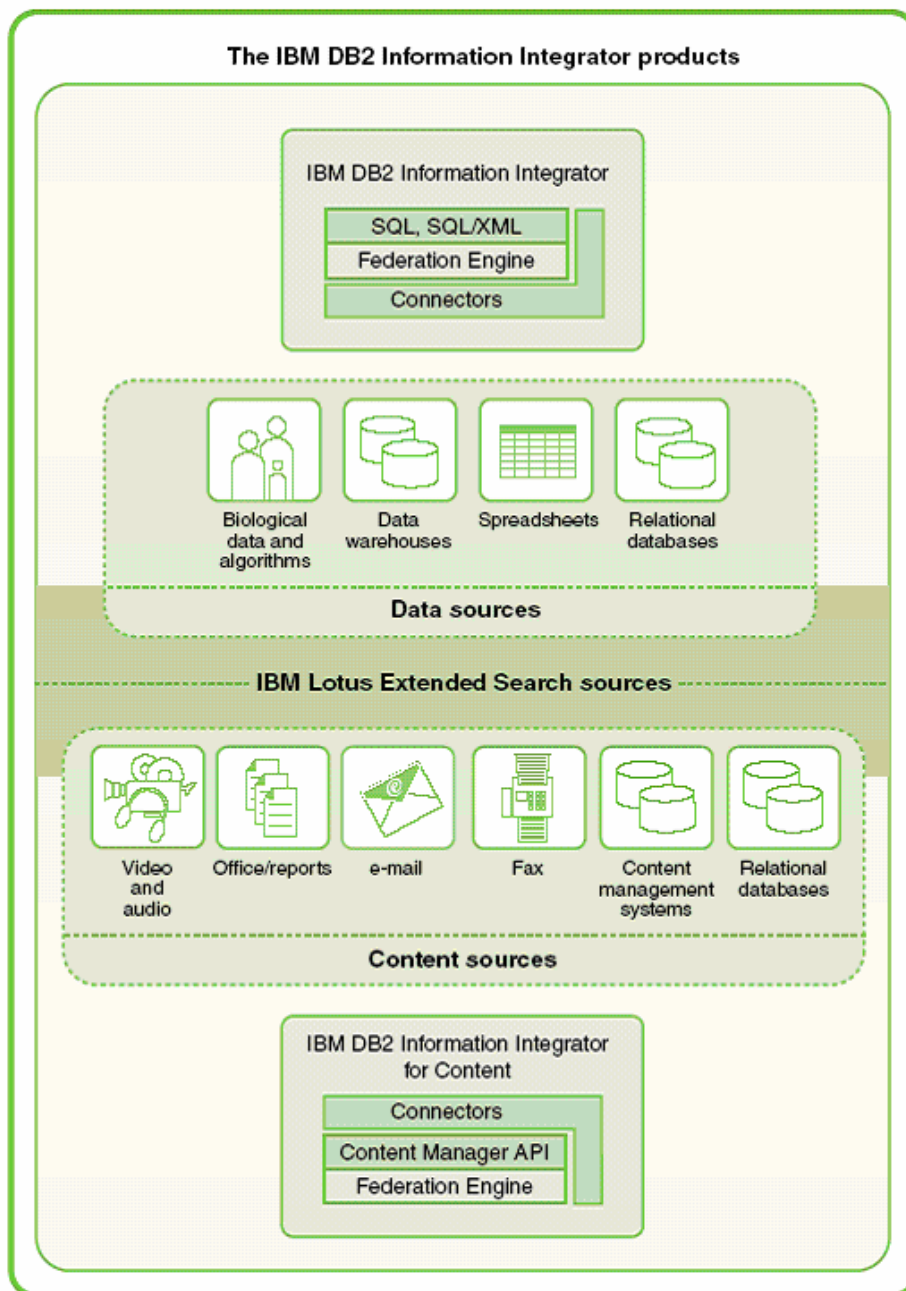 The IBM DB2 Information Integrator products
IBM DB2 Information Integrator
SQL, SQL/XML
Federation Engine
Connectors
Biological
data and
algorithms
Data
warehouses
Spreadsheets
Relational
databases
Data sources
IBM Lotus Extended Search sources
Video
and
audio
Office/reports
e-mail
Fax
Content
management
systems
Relational
databases
Content sources
IBM DB2 Information Integrator
for Content
Connectors
Content Manager API
Federation Engine